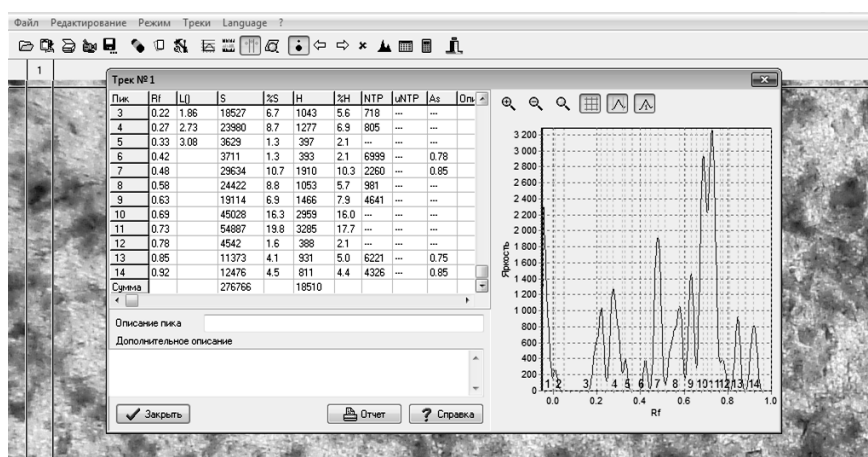 Файл Редактирование Режим Треки Language ?
1
Трек №1
Пик Rf L() S %S H %H NTP uNTP As Опи
3 0.22 1.86 18527 6.7 1043 5.6 718 --- ---
4 0.27 2.73 23980 8.7 1277 6.9 805 --- ---
5 0.33 3.08 3629 1.3 397 2.1 --- --- ---
6 0.42 3711 1.3 393 2.1 6999 --- 0.78
7 0.48 29634 10.7 1910 10.3 2260 --- 0.85
8 0.58 24422 8.8 1053 5.7 981 --- ---
9 0.63 19114 6.9 1466 7.9 4641 --- ---
10 0.69 45028 16.3 2959 16.0 --- --- ---
11 0.73 54887 19.8 3285 17.7 --- --- ---
12 0.78 4542 1.6 388 2.1 --- --- ---
13 0.85 11373 4.1 931 5.0 6221 --- 0.75
14 0.92 12476 4.5 811 4.4 4326 --- 0.85
Сумма 276766 18510
Описание пика
Дополнительное описание
Закрыть Отчет ? Справка
3 200
3 000
2 800
2 600
2 400
2 200
2 000
1 800
1 600
1 400
1 200
1 000
800
600
400
200
0
Яркость
1 2 3 4 5 6 7 8 9 10 11 12 13 14
0.0 0.2 0.4 0.6 0.8 1.0
Rf